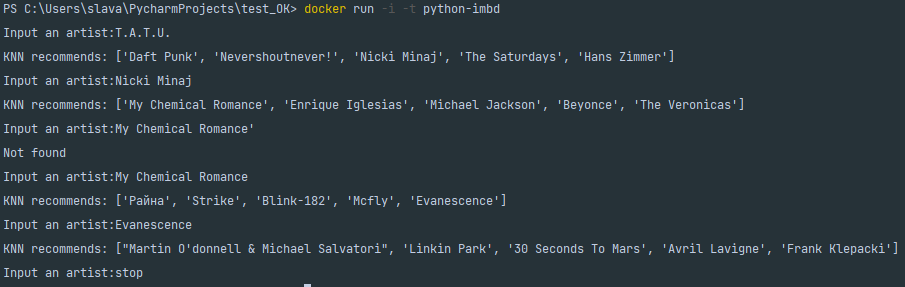 PS C:\Users\slava\PycharmProjects\test_OK> docker run -i -t python-imbd
Input an artist:T.A.T.U.
KNN recommends: ['Daft Punk', 'Nevershoutnever!', 'Nicki Minaj', 'The Saturdays', 'Hans Zimmer']
Input an artist:Nicki Minaj
KNN recommends: ['My Chemical Romance', 'Enrique Iglesias', 'Michael Jackson', 'Beyonce', 'The Veronicas']
Input an artist:My Chemical Romance'
Not found
Input an artist:My Chemical Romance
KNN recommends: ['Райна', 'Strike', 'Blink-182', 'Mcfly', 'Evanescence']
Input an artist:Evanescence
KNN recommends: ["Martin O'donnell & Michael Salvatori", 'Linkin Park', '30 Seconds To Mars', 'Avril Lavigne', 'Frank Klepacki']
Input an artist:stop